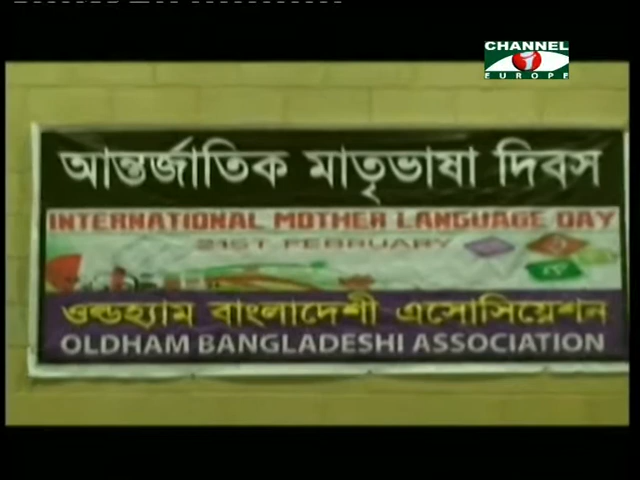 CHANNEL
i
EUROPE
আন্তর্জাতিক মাতৃভাষা দিবস
INTERNATIONAL MOTHER LANGUAGE DAY
21ST FEBRUARY
ওল্ডহ্যাম বাংলাদেশী এসোসিয়েশন
OLDHAM BANGLADESHI ASSOCIATION